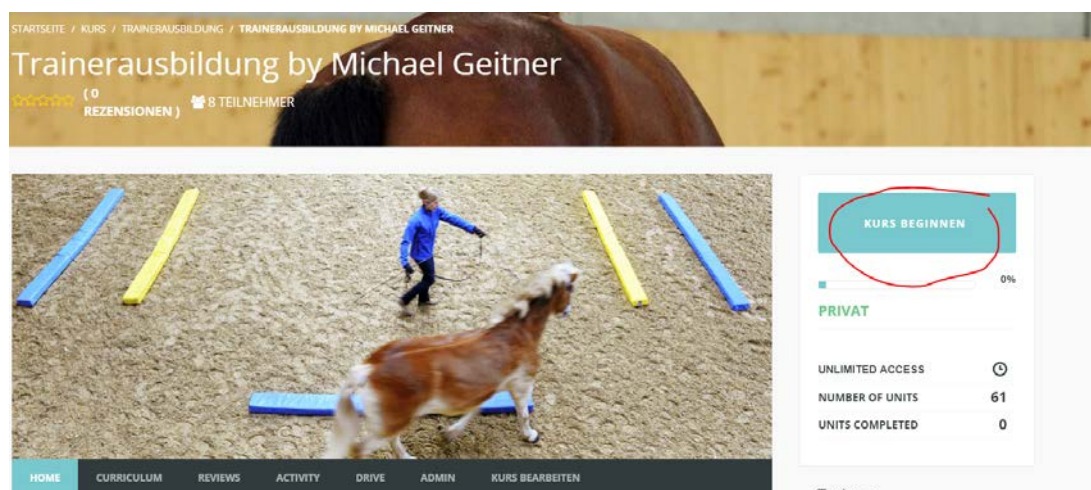 STARTSEITE / KURS / TRAINERAUSBILDUNG / TRAINERAUSBILDUNG BY MICHAEL GEITNER
Trainerausbildung by Michael Geitner
( 0
REZENSIONEN )
8 TEILNEHMER
KURS BEGINNEN
0%
PRIVAT
UNLIMITED ACCESS
NUMBER OF UNITS 61
UNITS COMPLETED 0
HOME CURRICULUM REVIEWS ACTIVITY DRIVE ADMIN KURS BEARBEITEN